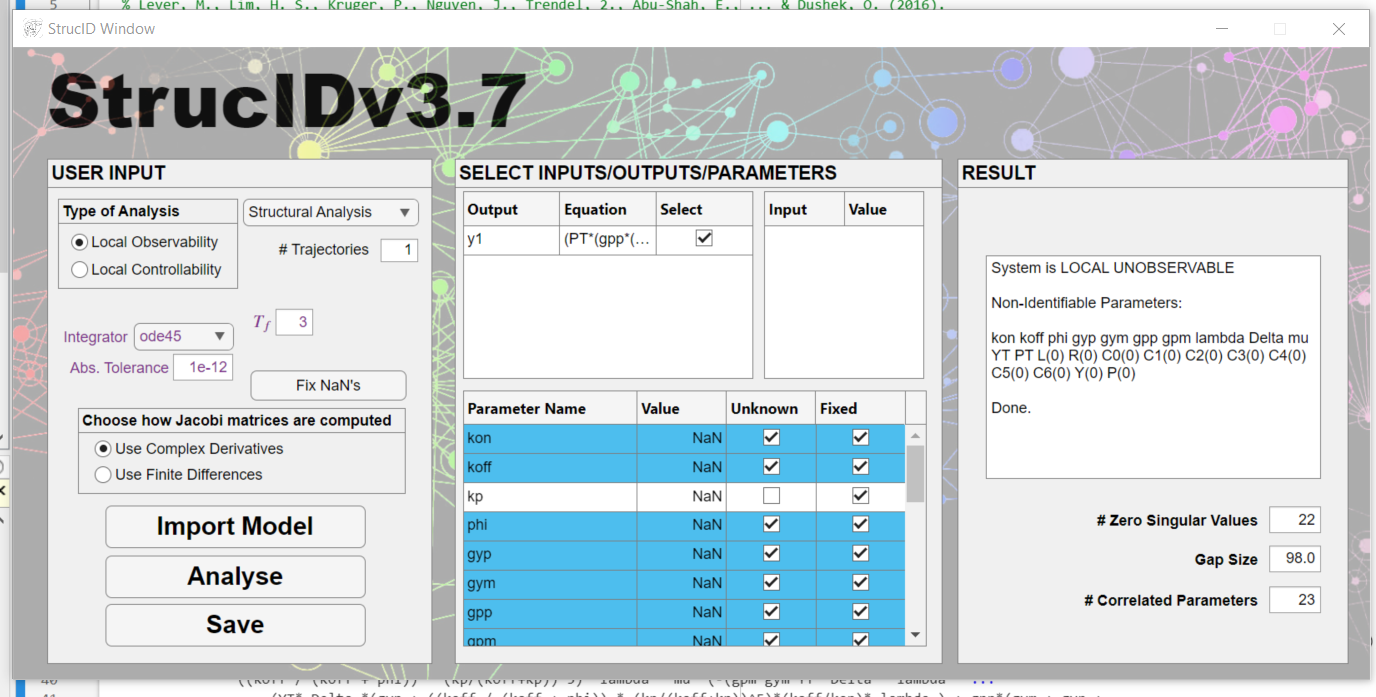 5 % Lever, M., Lim, H. S., Kruger, P., Nguyen, J., Trendel, 2., Abu-Shah, E., ... & Dushek, O. (2016).
StrucID Window
StrucIDv3.7
USER INPUT
Type of Analysis
Structural Analysis
Local Observability
# Trajectories 1
Local Controllability
Integrator ode45
Tf 3
Abs. Tolerance 1e-12
Fix NaN's
Choose how Jacobi matrices are computed
Use Complex Derivatives
Use Finite Differences
Import Model
Analyse
Save
SELECT INPUTS/OUTPUTS/PARAMETERS
Output Equation Select
y1 (PT*(gpp*(...
Input Value
Parameter Name Value Unknown Fixed
kon NaN
koff NaN
kp NaN
phi NaN
gyp NaN
gym NaN
gpp NaN
gpm NaN
RESULT
System is LOCAL UNOBSERVABLE
Non-Identifiable Parameters:
kon koff phi gyp gym gpp gpm lambda Delta mu
YT PT L(0) R(0) C0(0) C1(0) C2(0) C3(0) C4(0)
C5(0) C6(0) Y(0) P(0)
Done.
# Zero Singular Values 22
Gap Size 98.0
# Correlated Parameters 23